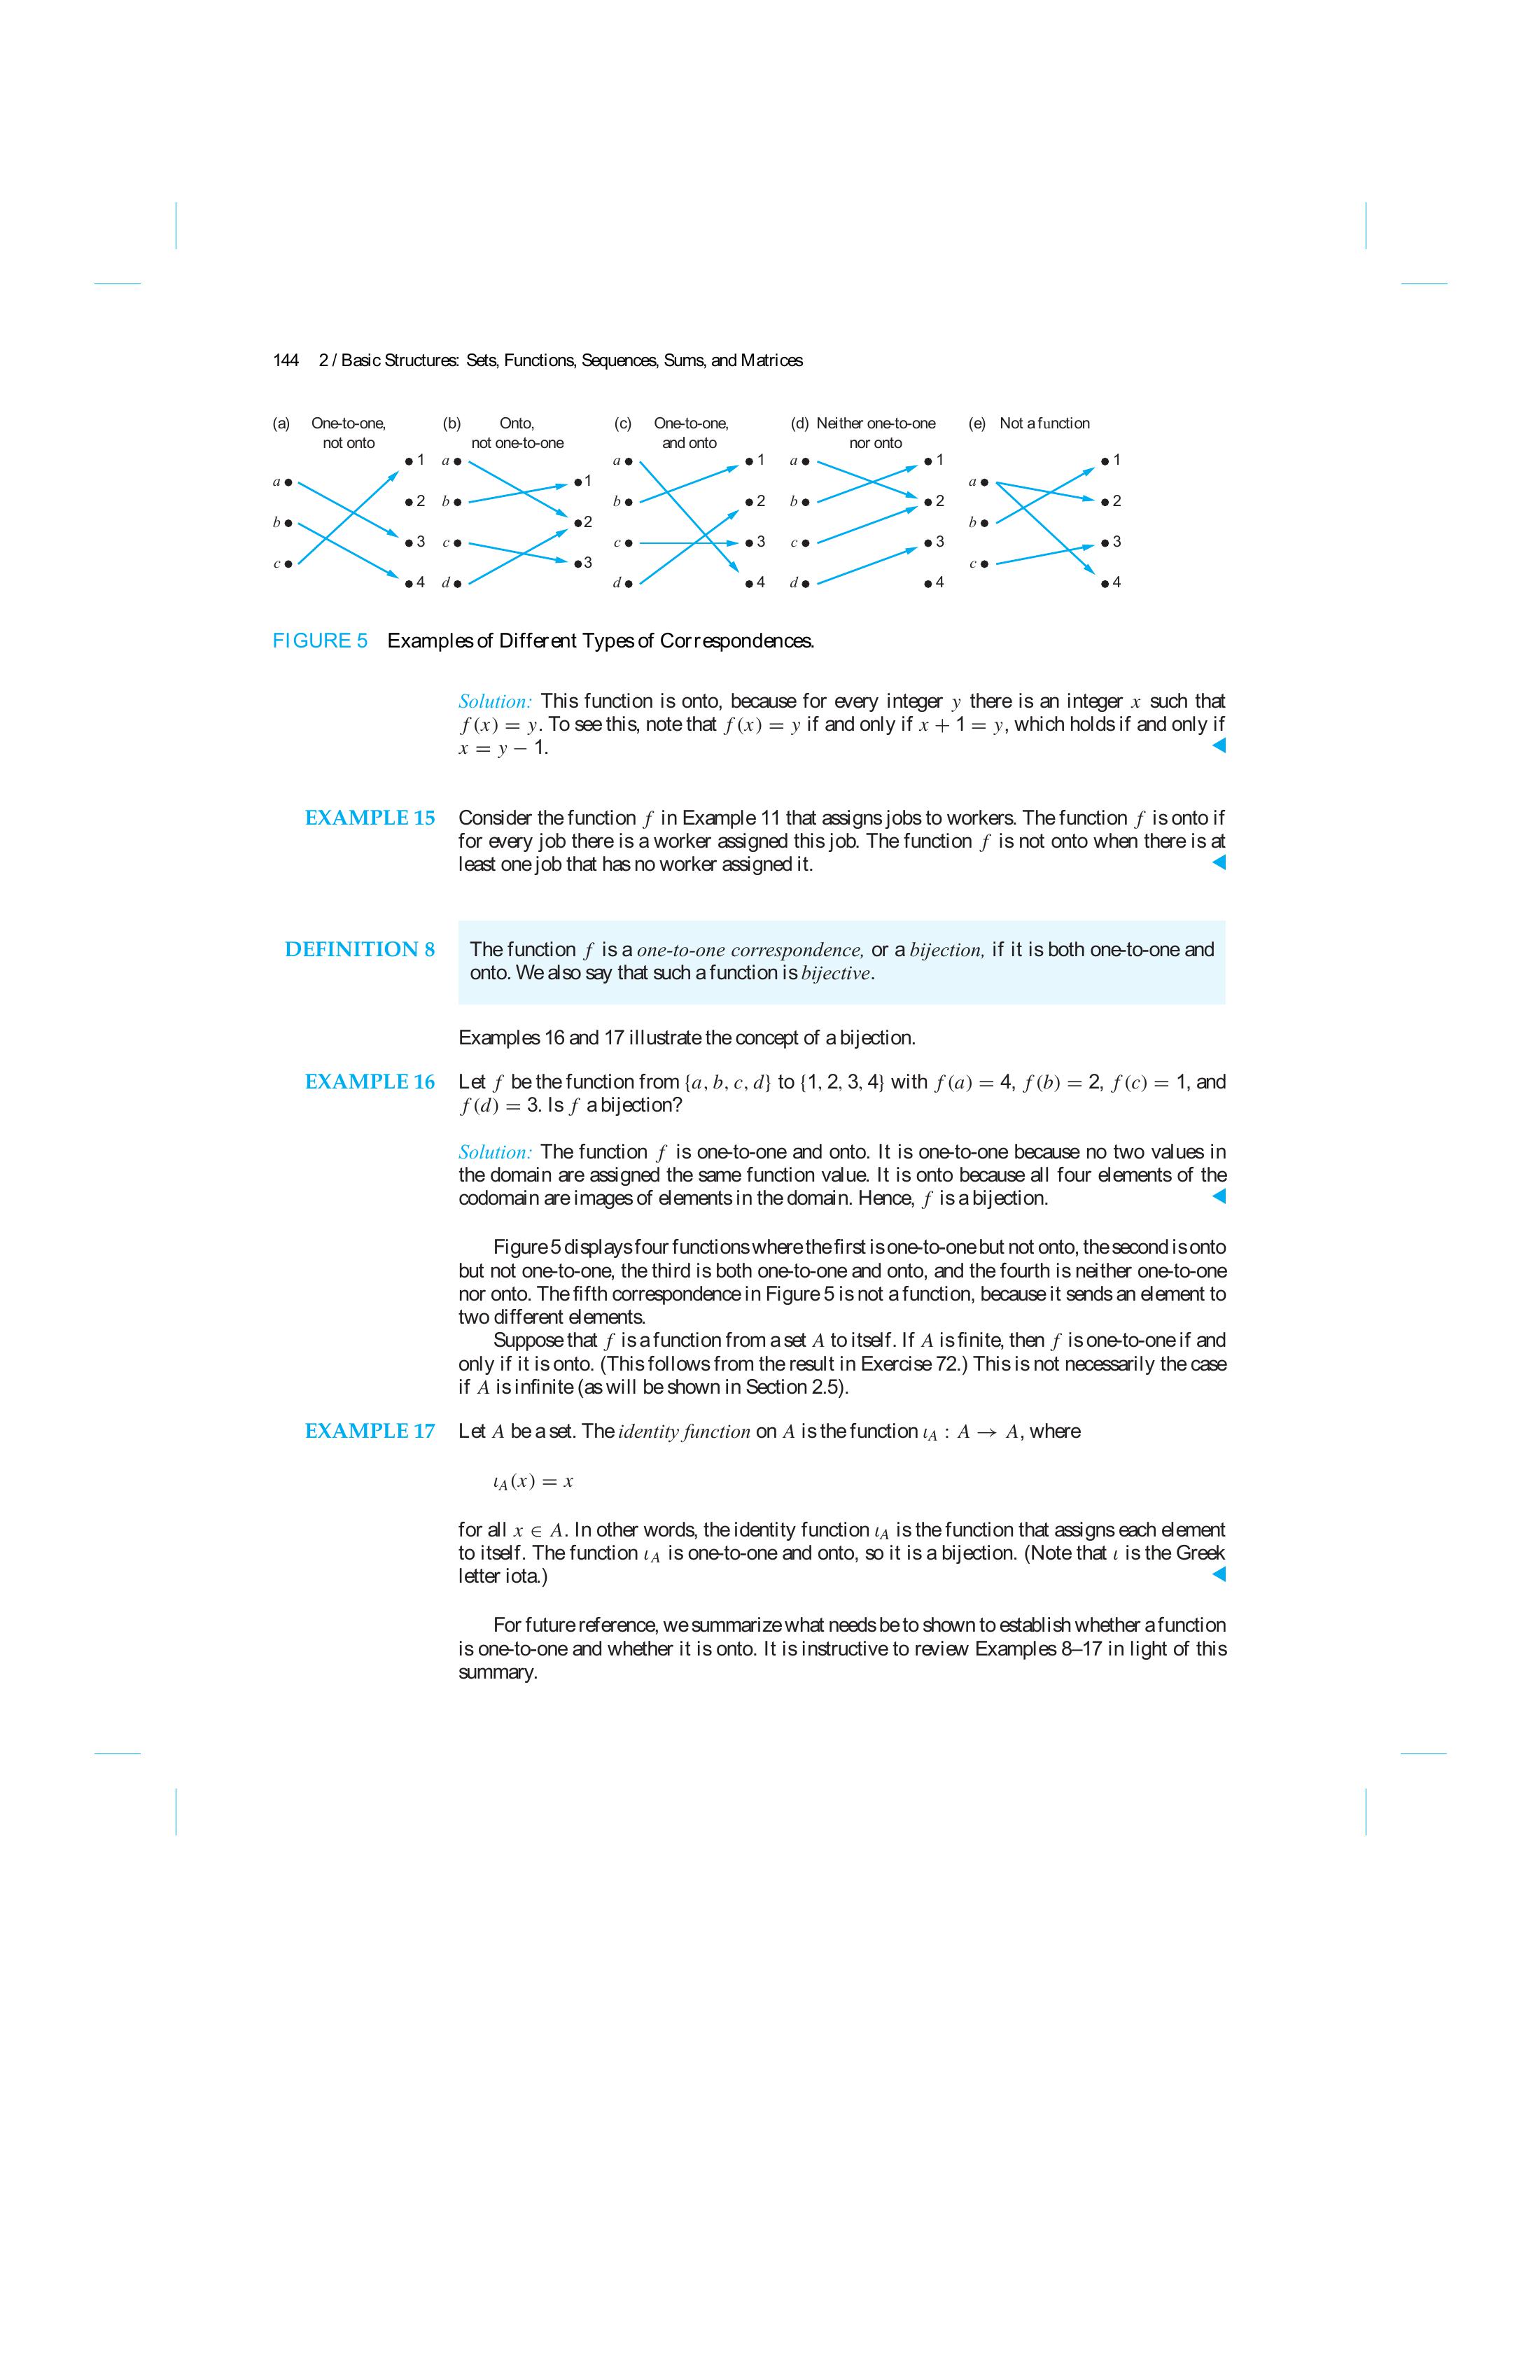 144 2 / Basic Structures: Sets, Functions, Sequences, Sums, and Matrices
(a) One-to-one, not onto
a
b
c
1
2
3
4
(b) Onto, not one-to-one
a
b
c
d
1
2
3
(c) One-to-one, and onto
a
b
c
d
1
2
3
4
(d) Neither one-to-one nor onto
a
b
c
d
1
2
3
4
(e) Not a function
a
b
c
1
2
3
4
FIGURE 5 Examples of Different Types of Correspondences.
Solution: This function is onto, because for every integer y there is an integer x such that
f(x) = y. To see this, note that f(x) = y if and only if x + 1 = y, which holds if and only if
x = y − 1.
EXAMPLE 15 Consider the function f in Example 11 that assigns jobs to workers. The function f is onto if
for every job there is a worker assigned this job. The function f is not onto when there is at
least one job that has no worker assigned it.
DEFINITION 8 The function f is a one-to-one correspondence, or a bijection, if it is both one-to-one and
onto. We also say that such a function is bijective.
Examples 16 and 17 illustrate the concept of a bijection.
EXAMPLE 16 Let f be the function from {a, b, c, d} to {1, 2, 3, 4} with f(a) = 4, f(b) = 2, f(c) = 1, and
f(d) = 3. Is f a bijection?
Solution: The function f is one-to-one and onto. It is one-to-one because no two values in
the domain are assigned the same function value. It is onto because all four elements of the
codomain are images of elements in the domain. Hence, f is a bijection.
Figure 5 displays four functions where the first is one-to-one but not onto, the second is onto
but not one-to-one, the third is both one-to-one and onto, and the fourth is neither one-to-one
nor onto. The fifth correspondence in Figure 5 is not a function, because it sends an element to
two different elements.
Suppose that f is a function from a set A to itself. If A is finite, then f is one-to-one if and
only if it is onto. (This follows from the result in Exercise 72.) This is not necessarily the case
if A is infinite (as will be shown in Section 2.5).
EXAMPLE 17 Let A be a set. The identity function on A is the function ιA : A → A, where
ιA(x) = x
for all x ∈ A. In other words, the identity function ιA is the function that assigns each element
to itself. The function ιA is one-to-one and onto, so it is a bijection. (Note that ι is the Greek
letter iota.)
For future reference, we summarize what needs be to shown to establish whether a function
is one-to-one and whether it is onto. It is instructive to review Examples 8–17 in light of this
summary.